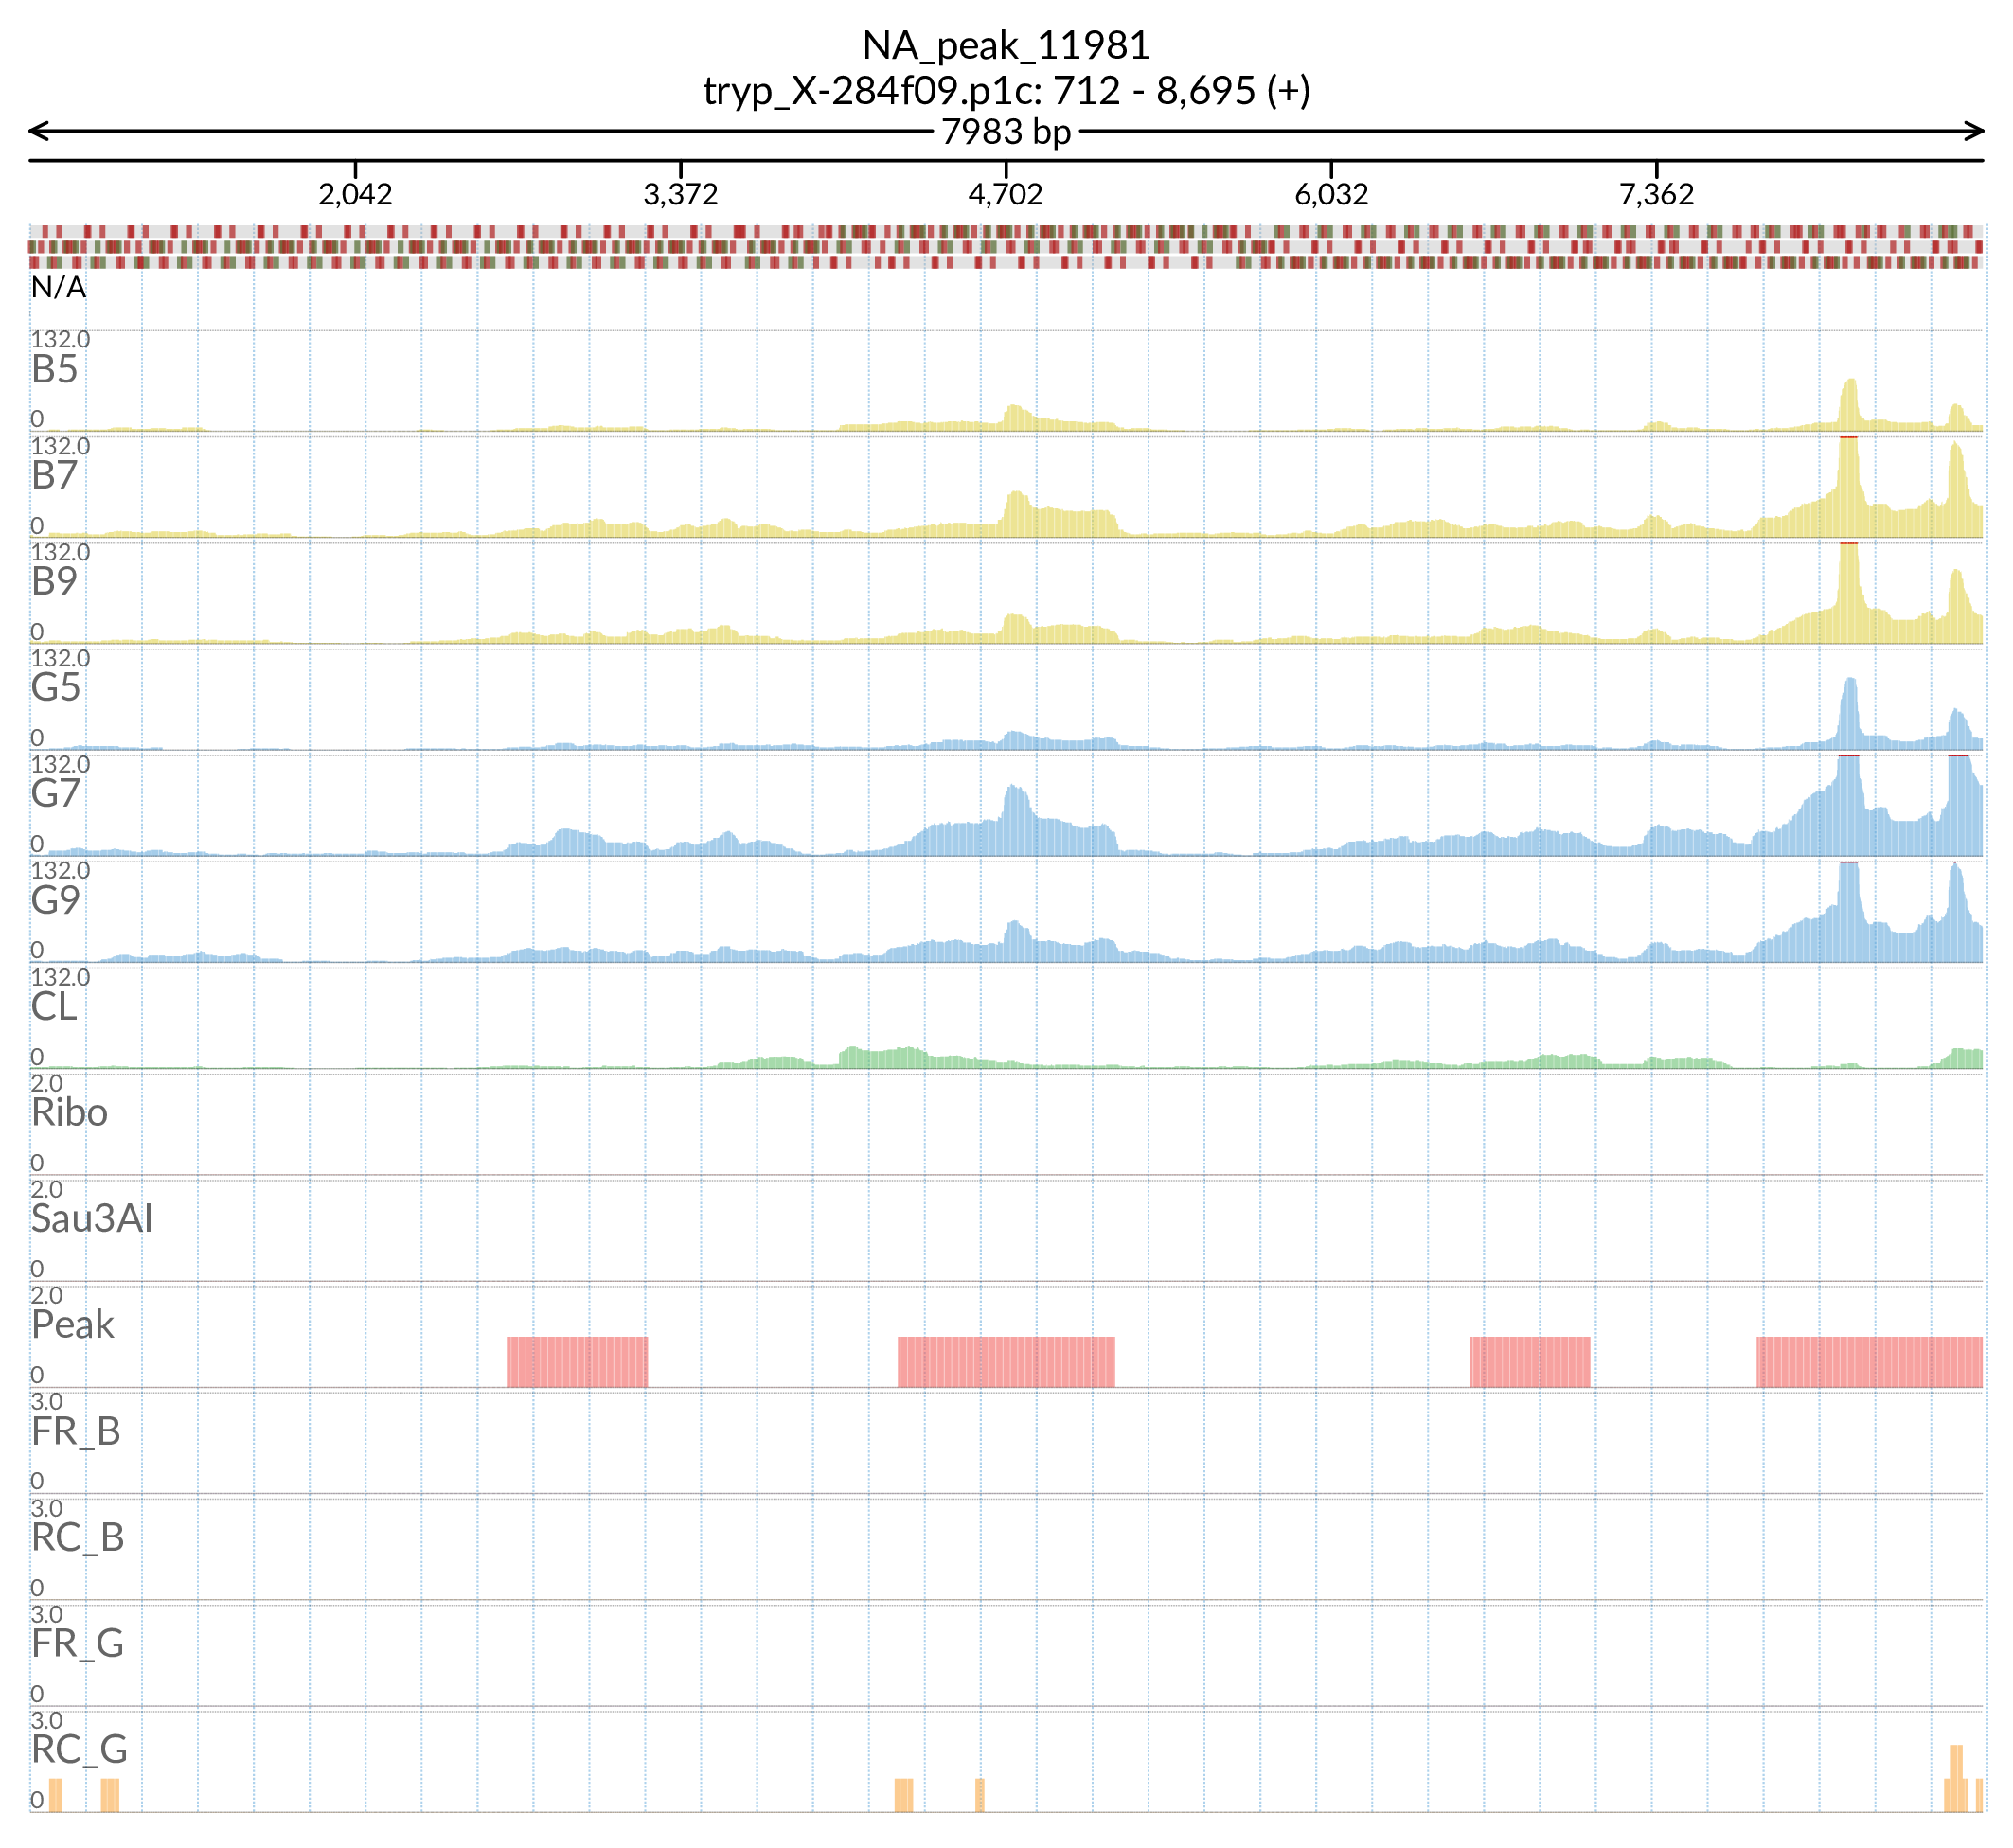 NA_peak_11981
tryp_X-284f09.p1c: 712 - 8,695 (+)
7983 bp
2,042 3,372 4,702 6,032 7,362
N/A
132.0
B5
0
132.0
B7
0
132.0
B9
0
132.0
G5
0
132.0
G7
0
132.0
G9
0
132.0
CL
0
2.0
Ribo
0
2.0
Sau3AI
0
2.0
Peak
0
3.0
FR_B
0
3.0
RC_B
0
3.0
FR_G
0
3.0
RC_G
0